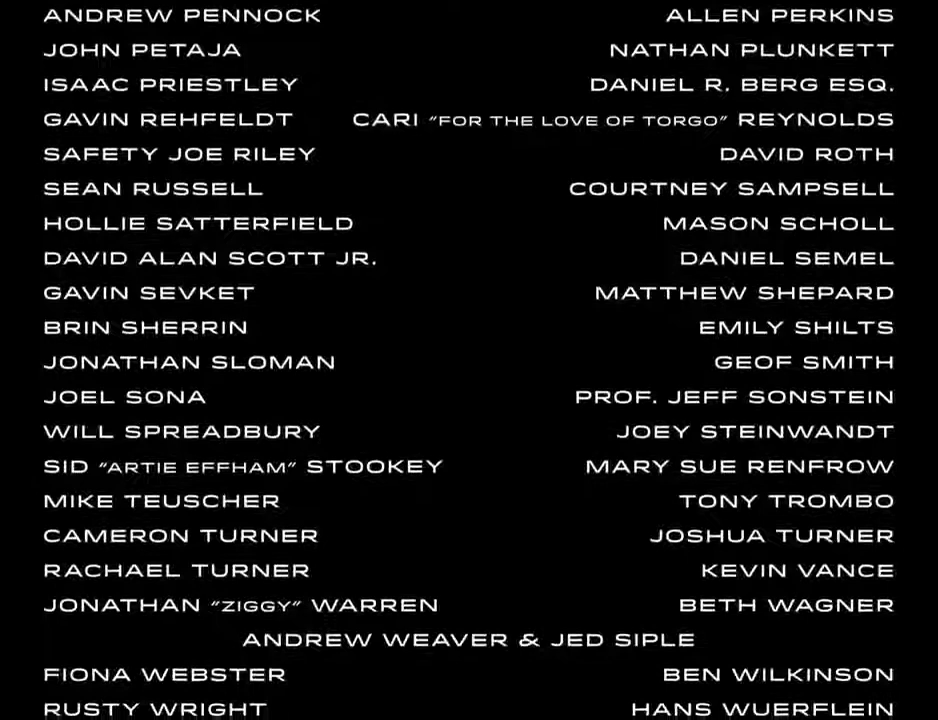 ANDREW PENNOCK ALLEN PERKINS
JOHN PETAJA NATHAN PLUNKETT
ISAAC PRIESTLEY DANIEL R. BERG ESQ.
GAVIN REHFELDT CARI "FOR THE LOVE OF TORGO" REYNOLDS
SAFETY JOE RILEY DAVID ROTH
SEAN RUSSELL COURTNEY SAMPSELL
HOLLIE SATTERFIELD MASON SCHOLL
DAVID ALAN SCOTT JR. DANIEL SEMEL
GAVIN SEVKET MATTHEW SHEPARD
BRIN SHERRIN EMILY SHILTS
JONATHAN SLOMAN GEOF SMITH
JOEL SONA PROF. JEFF SONSTEIN
WILL SPREADBURY JOEY STEINWANDT
SID "ARTIE EFFHAM" STOOKEY MARY SUE RENFROW
MIKE TEUSCHER TONY TROMBO
CAMERON TURNER JOSHUA TURNER
RACHAEL TURNER KEVIN VANCE
JONATHAN "ZIGGY" WARREN BETH WAGNER
ANDREW WEAVER & JED SIPLE
FIONA WEBSTER BEN WILKINSON
RUSTY WRIGHT HANS WUERFLEIN